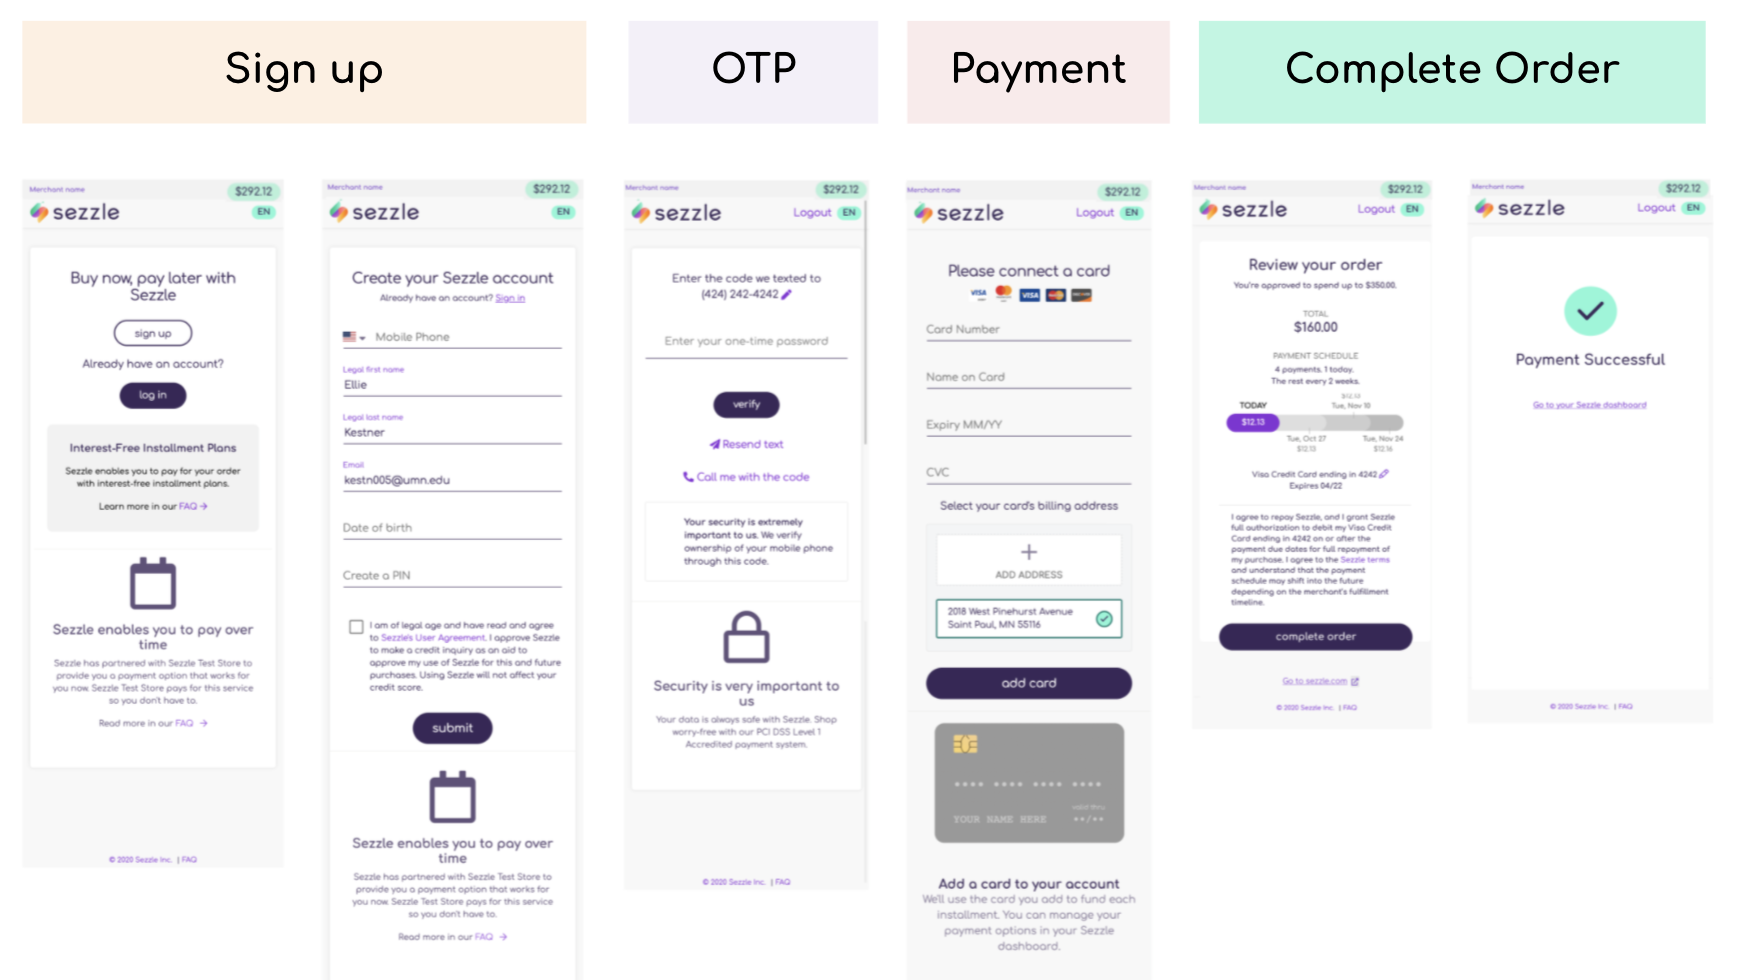 Sign up
OTP
Payment
Complete Order
Merchant name
$292.12
sezzle
EN
Buy now, pay later with
Sezzle
sign up
Already have an account?
log in
Interest-Free Installment Plans
Sezzle enables you to pay for your order
with interest-free installment plans.
Learn more in our FAQ →
Sezzle enables you to pay over
time
Sezzle has partnered with Sezzle Test Store to
provide you a payment option that works for
you now. Sezzle Test Store pays for this service
so you don't have to.
Read more in our FAQ →
© 2020 Sezzle Inc. | FAQ
Merchant name
$292.12
sezzle
EN
Create your Sezzle account
Already have an account? Sign in
Mobile Phone
Legal first name
Ellie
Legal last name
Kestner
Email
kestn005@umn.edu
Date of birth
Create a PIN
I am of legal age and have read and agree
to Sezzle's User Agreement. I approve Sezzle
to make a credit inquiry as an aid to
approve my use of Sezzle for this and future
purchases. Using Sezzle will not affect your
credit score.
submit
Sezzle enables you to pay over
time
Sezzle has partnered with Sezzle Test Store to
provide you a payment option that works for
you now. Sezzle Test Store pays for this service
so you don't have to.
Read more in our FAQ →
Merchant name
$292.12
sezzle
Logout EN
Enter the code we texted to
(424) 242-4242
Enter your one-time password
verify
Resend text
Call me with the code
Your security is extremely
important to us. We verify
ownership of your mobile phone
through this code.
Security is very important to
us
Your data is always safe with Sezzle. Shop
worry-free with our PCI DSS Level 1
Accredited payment system.
© 2020 Sezzle Inc. | FAQ
Merchant name
$292.12
sezzle
Logout EN
Please connect a card
VISA
VISA
Card Number
Name on Card
Expiry MM/YY
CVC
Select your card's billing address
+
ADD ADDRESS
2018 West Pinehurst Avenue
Saint Paul, MN 55116
add card
**** **** **** ****
valid thru
YOUR NAME HERE **/**
Add a card to your account
We'll use the card you add to fund each
installment. You can manage your
payment options in your Sezzle
dashboard.
Merchant name
$292.12
sezzle
Logout EN
Review your order
You're approved to spend up to $350.00.
TOTAL
$160.00
PAYMENT SCHEDULE
4 payments. 1 today.
The rest every 2 weeks.
$12.13
TODAY
Tue, Nov 10
$12.13
Tue, Oct 27
Tue, Nov 24
$12.13
$12.16
Visa Credit Card ending in 4242
Expires 04/22
I agree to repay Sezzle, and I grant Sezzle
full authorization to debit my Visa Credit
Card ending in 4242 on or after the
payment due dates for full repayment of
my purchase. I agree to the Sezzle terms
and understand that the payment
schedule may shift into the future
depending on the merchant's fulfillment
timeline.
complete order
Go to sezzle.com
© 2020 Sezzle Inc. | FAQ
Merchant name
$292.12
sezzle
Logout EN
Payment Successful
Go to your Sezzle dashboard
© 2020 Sezzle Inc. | FAQ